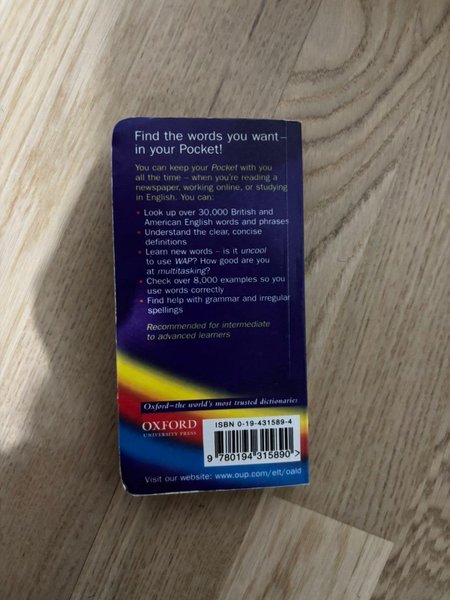 Find the words you want–
in your Pocket!
You can keep your Pocket with you
all the time – when you're reading a
newspaper, working online, or studying
in English. You can:
• Look up over 30,000 British and
American English words and phrases
• Understand the clear, concise
definitions
• Learn new words – is it uncool
to use WAP? How good are you
at multitasking?
• Check over 8,000 examples so you
use words correctly
• Find help with grammar and irregular
spellings
Recommended for intermediate
to advanced learners
Oxford–the world's most trusted dictionaries
OXFORD
UNIVERSITY PRESS
ISBN 0-19-431589-4
9 780194 315890 >
Visit our website: www.oup.com/elt/oald